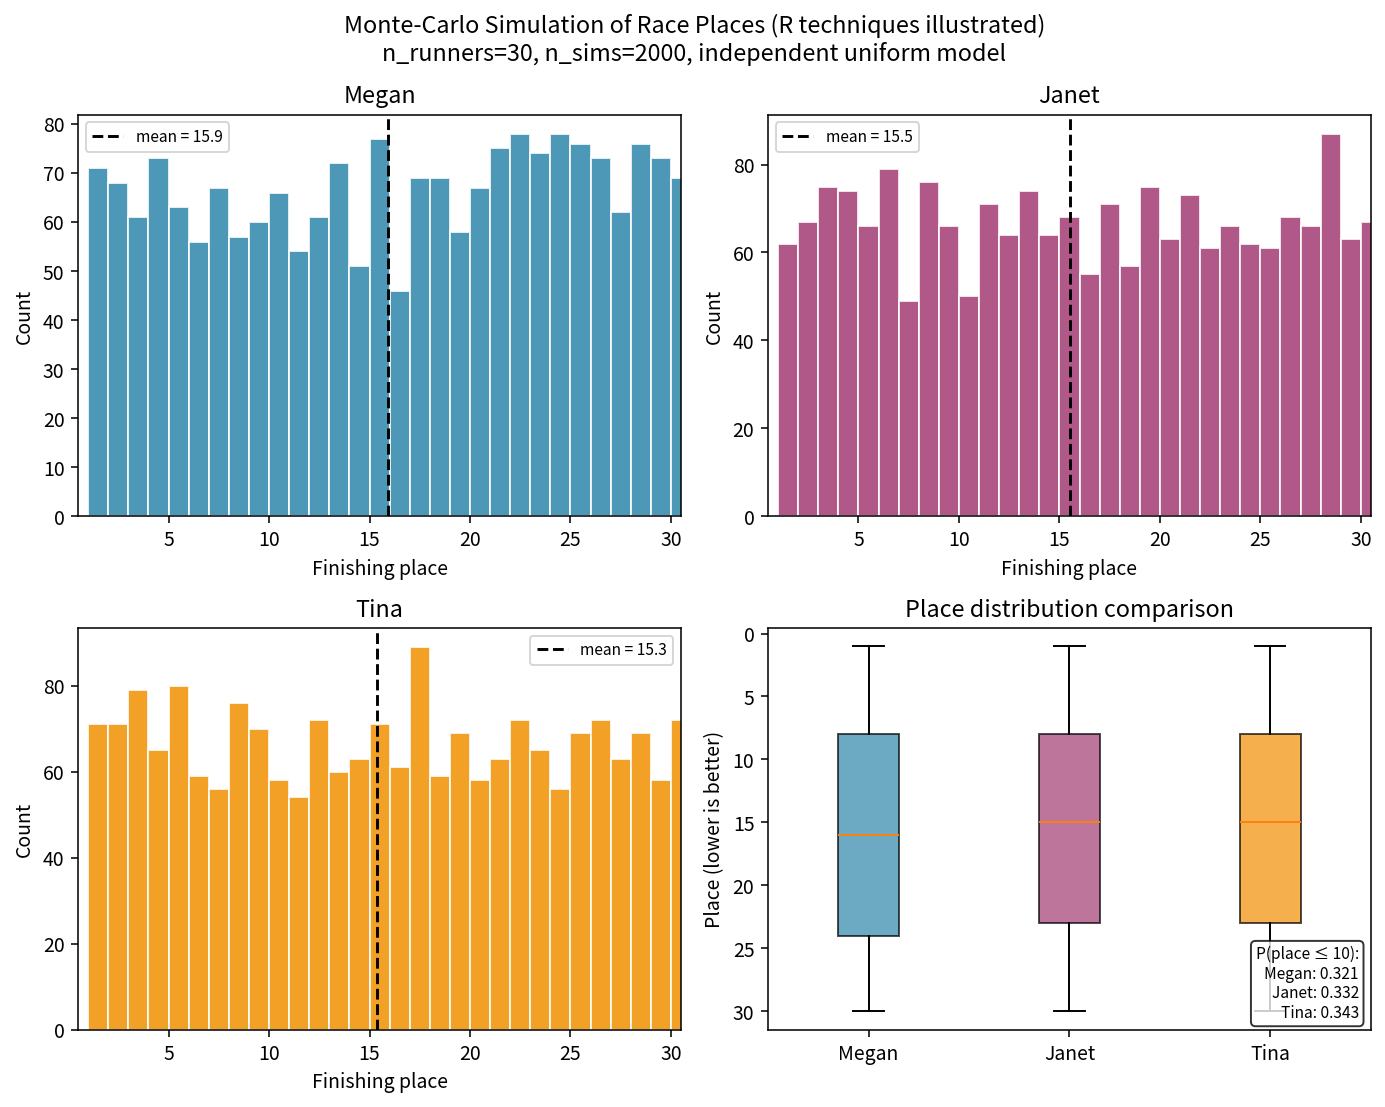 Monte-Carlo Simulation of Race Places (R techniques illustrated)
n_runners=30, n_sims=2000, independent uniform model
Megan
mean = 15.9
80
70
60
50
40
30
20
10
0
Count
5 10 15 20 25 30
Finishing place
Janet
mean = 15.5
80
60
40
20
0
Count
5 10 15 20 25 30
Finishing place
Tina
mean = 15.3
80
60
40
20
0
Count
5 10 15 20 25 30
Finishing place
Place distribution comparison
0
5
10
15
20
25
30
Place (lower is better)
P(place ≤ 10):
Megan: 0.321
Janet: 0.332
Tina: 0.343
Megan Janet Tina